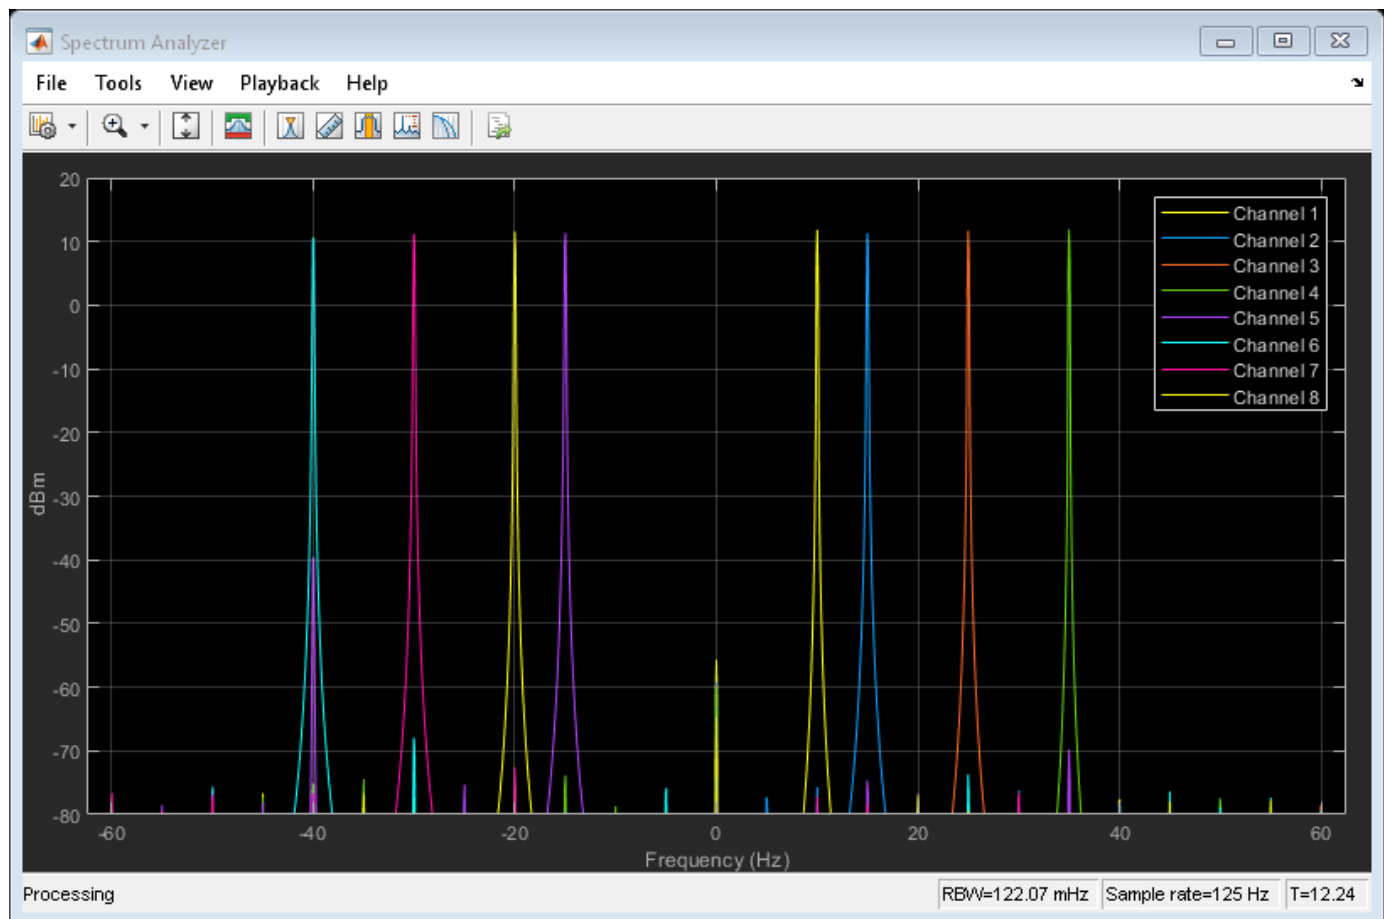 Spectrum Analyzer
File Tools View Playback Help
20
10
0
-10
-20
-30
-40
-50
-60
-70
-80
dBm
-60 -40 -20 0 20 40 60
Frequency (Hz)
Channel 1
Channel 2
Channel 3
Channel 4
Channel 5
Channel 6
Channel 7
Channel 8
Processing RBW=122.07 mHz Sample rate=125 Hz T=12.24